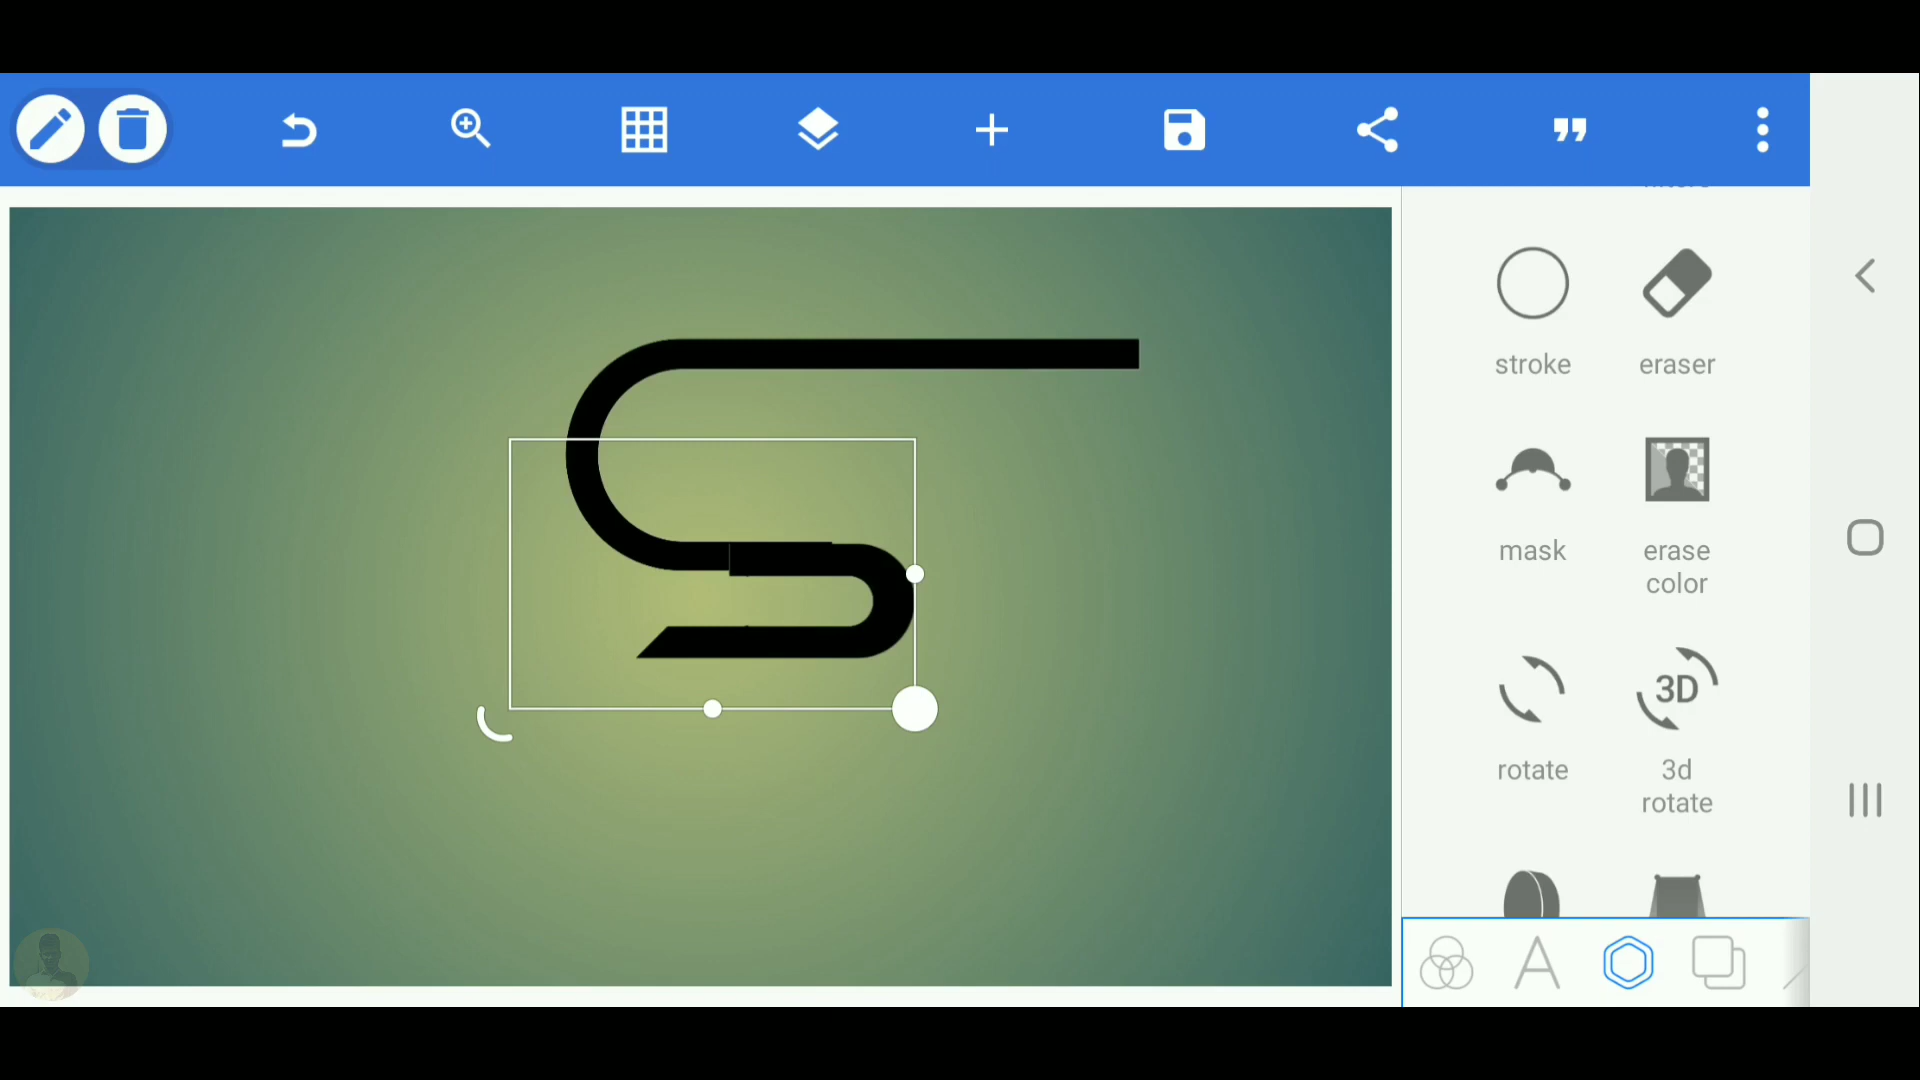 stroke eraser
mask erase color
3D
rotate 3d rotate